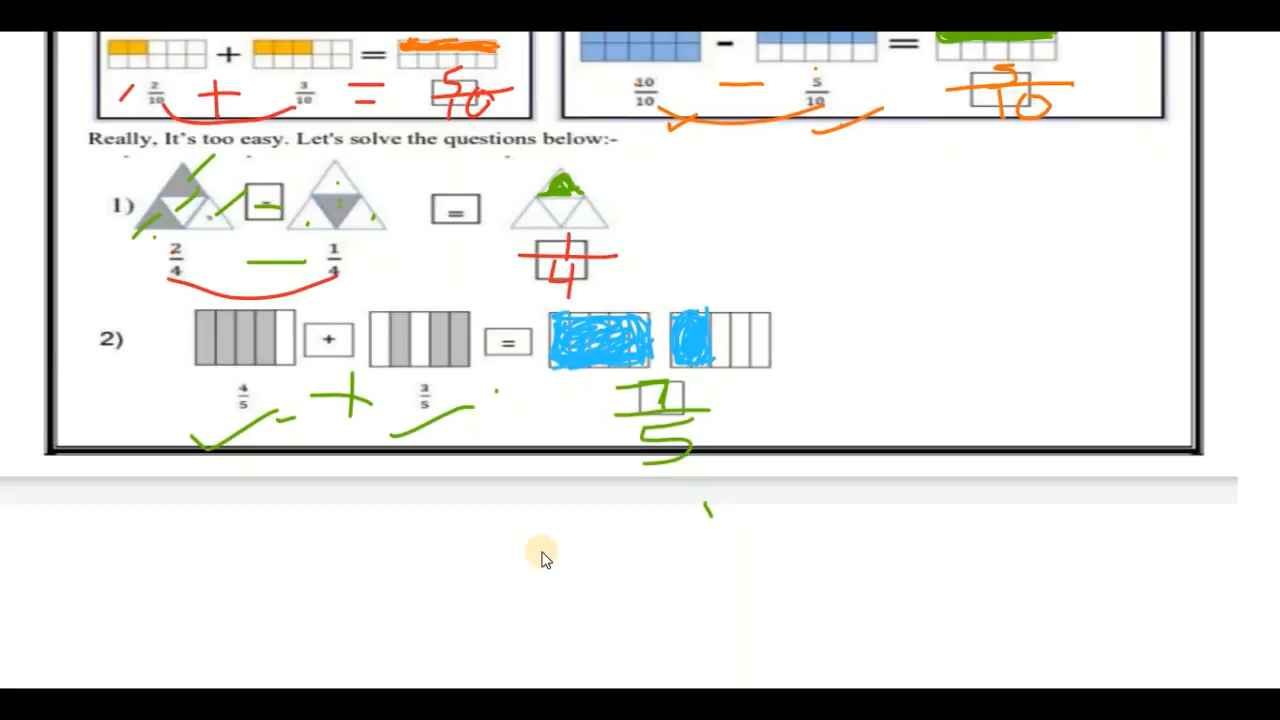 + = - =
2/10 + 3/10 = 5/10 10/10 - 5/10 5/10
Really, It's too easy. Let's solve the questions below:-
1) - =
2/4 - 1/4 1/4
2) + =
4/5 + 3/5 7/5